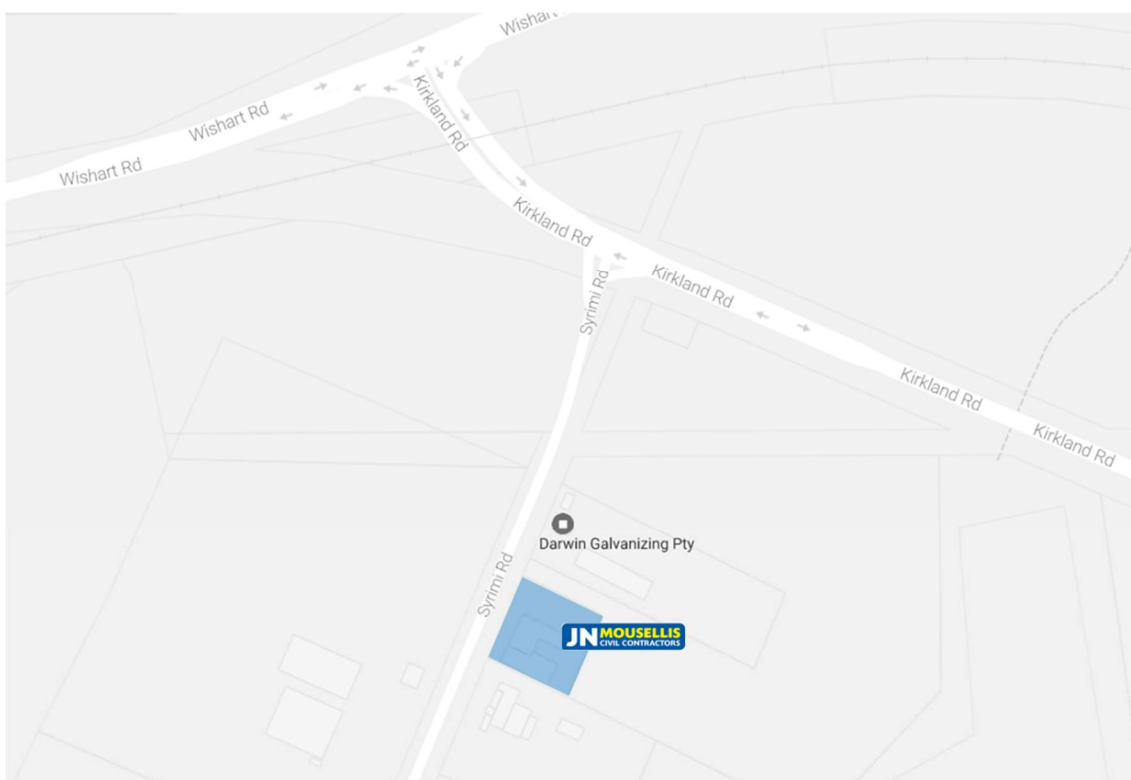 Wishart
Wishart Rd
Wishart Rd
Kirkland Rd
Kirkland Rd
Kirkland Rd
Syrimi Rd
Kirkland Rd
Kirkland Rd
Darwin Galvanizing Pty
Syrimi Rd
JN MOUSELLIS
CIVIL CONTRACTORS